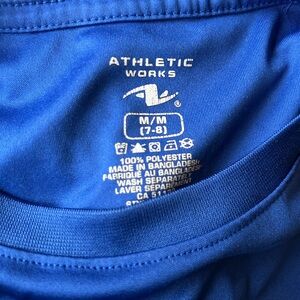 ATHLETIC
WORKS
®
M/M
(7-8)
100% POLYESTER
MADE IN BANGLADESH
FABRIQUÉ AU BANGLADESH
WASH SEPARATELY
LAVER SÉPARÉMENT